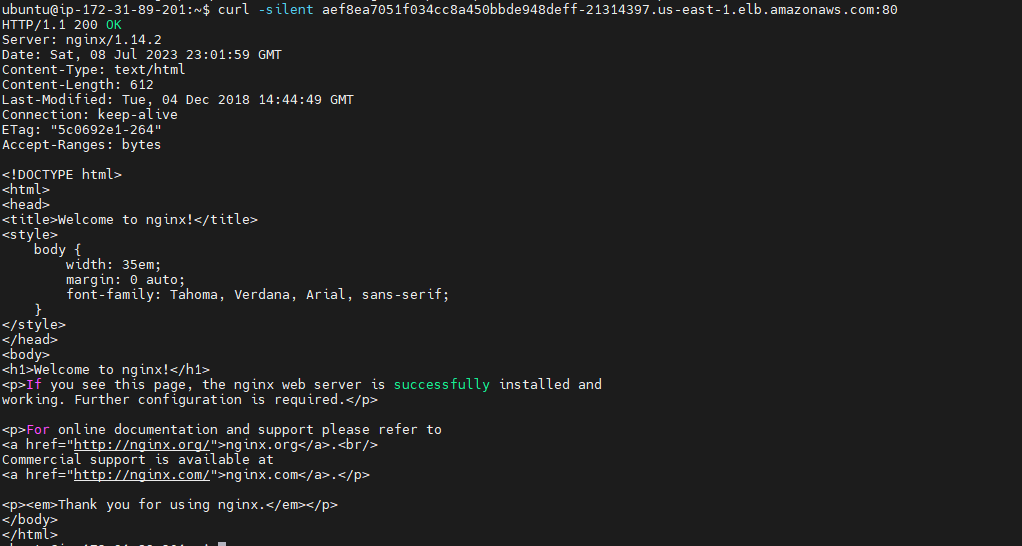 ubuntu@ip-172-31-89-201:~$ curl -silent aef8ea7051f034cc8a450bbde948deff-21314397.us-east-1.elb.amazonaws.com:80
HTTP/1.1 200 OK
Server: nginx/1.14.2
Date: Sat, 08 Jul 2023 23:01:59 GMT
Content-Type: text/html
Content-Length: 612
Last-Modified: Tue, 04 Dec 2018 14:44:49 GMT
Connection: keep-alive
ETag: "5c0692e1-264"
Accept-Ranges: bytes

<!DOCTYPE html>
<html>
<head>
<title>Welcome to nginx!</title>
<style>
    body {
        width: 35em;
        margin: 0 auto;
        font-family: Tahoma, Verdana, Arial, sans-serif;
    }
</style>
</head>
<body>
<h1>Welcome to nginx!</h1>
<p>If you see this page, the nginx web server is successfully installed and
working. Further configuration is required.</p>

<p>For online documentation and support please refer to
<a href="http://nginx.org/">nginx.org</a>.<br/>
Commercial support is available at
<a href="http://nginx.com/">nginx.com</a>.</p>

<p><em>Thank you for using nginx.</em></p>
</body>
</html>